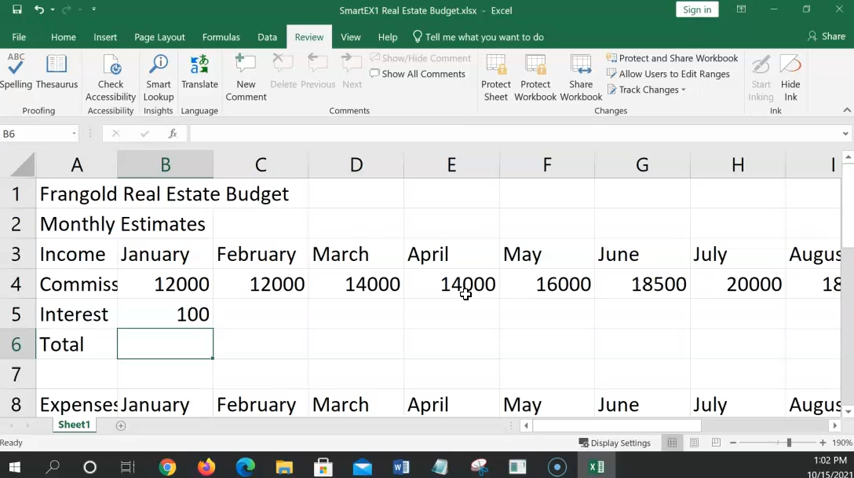 SmartEX1 Real Estate Budget.xlsx - Excel
Sign in
File Home Insert Page Layout Formulas Data Review View Help Tell me what you want to do Share
ABC
Spelling Thesaurus Check Accessibility Smart Lookup Translate New Comment Delete Previous Next Show/Hide Comment Show All Comments Protect Sheet Protect Workbook Share Workbook Protect and Share Workbook Allow Users to Edit Ranges Track Changes Start Inking Hide Ink
Proofing Accessibility Insights Language Comments Changes Ink
B6 fx
A B C D E F G H I
1 Frangold Real Estate Budget
2 Monthly Estimates
3 Income January February March April May June July Augus
4 Commiss 12000 12000 14000 14000 16000 18500 20000 18
5 Interest 100
6 Total
7
8 Expenses January February March April May June July
Sheet1
Ready Display Settings 190%
1:02 PM
10/15/2021